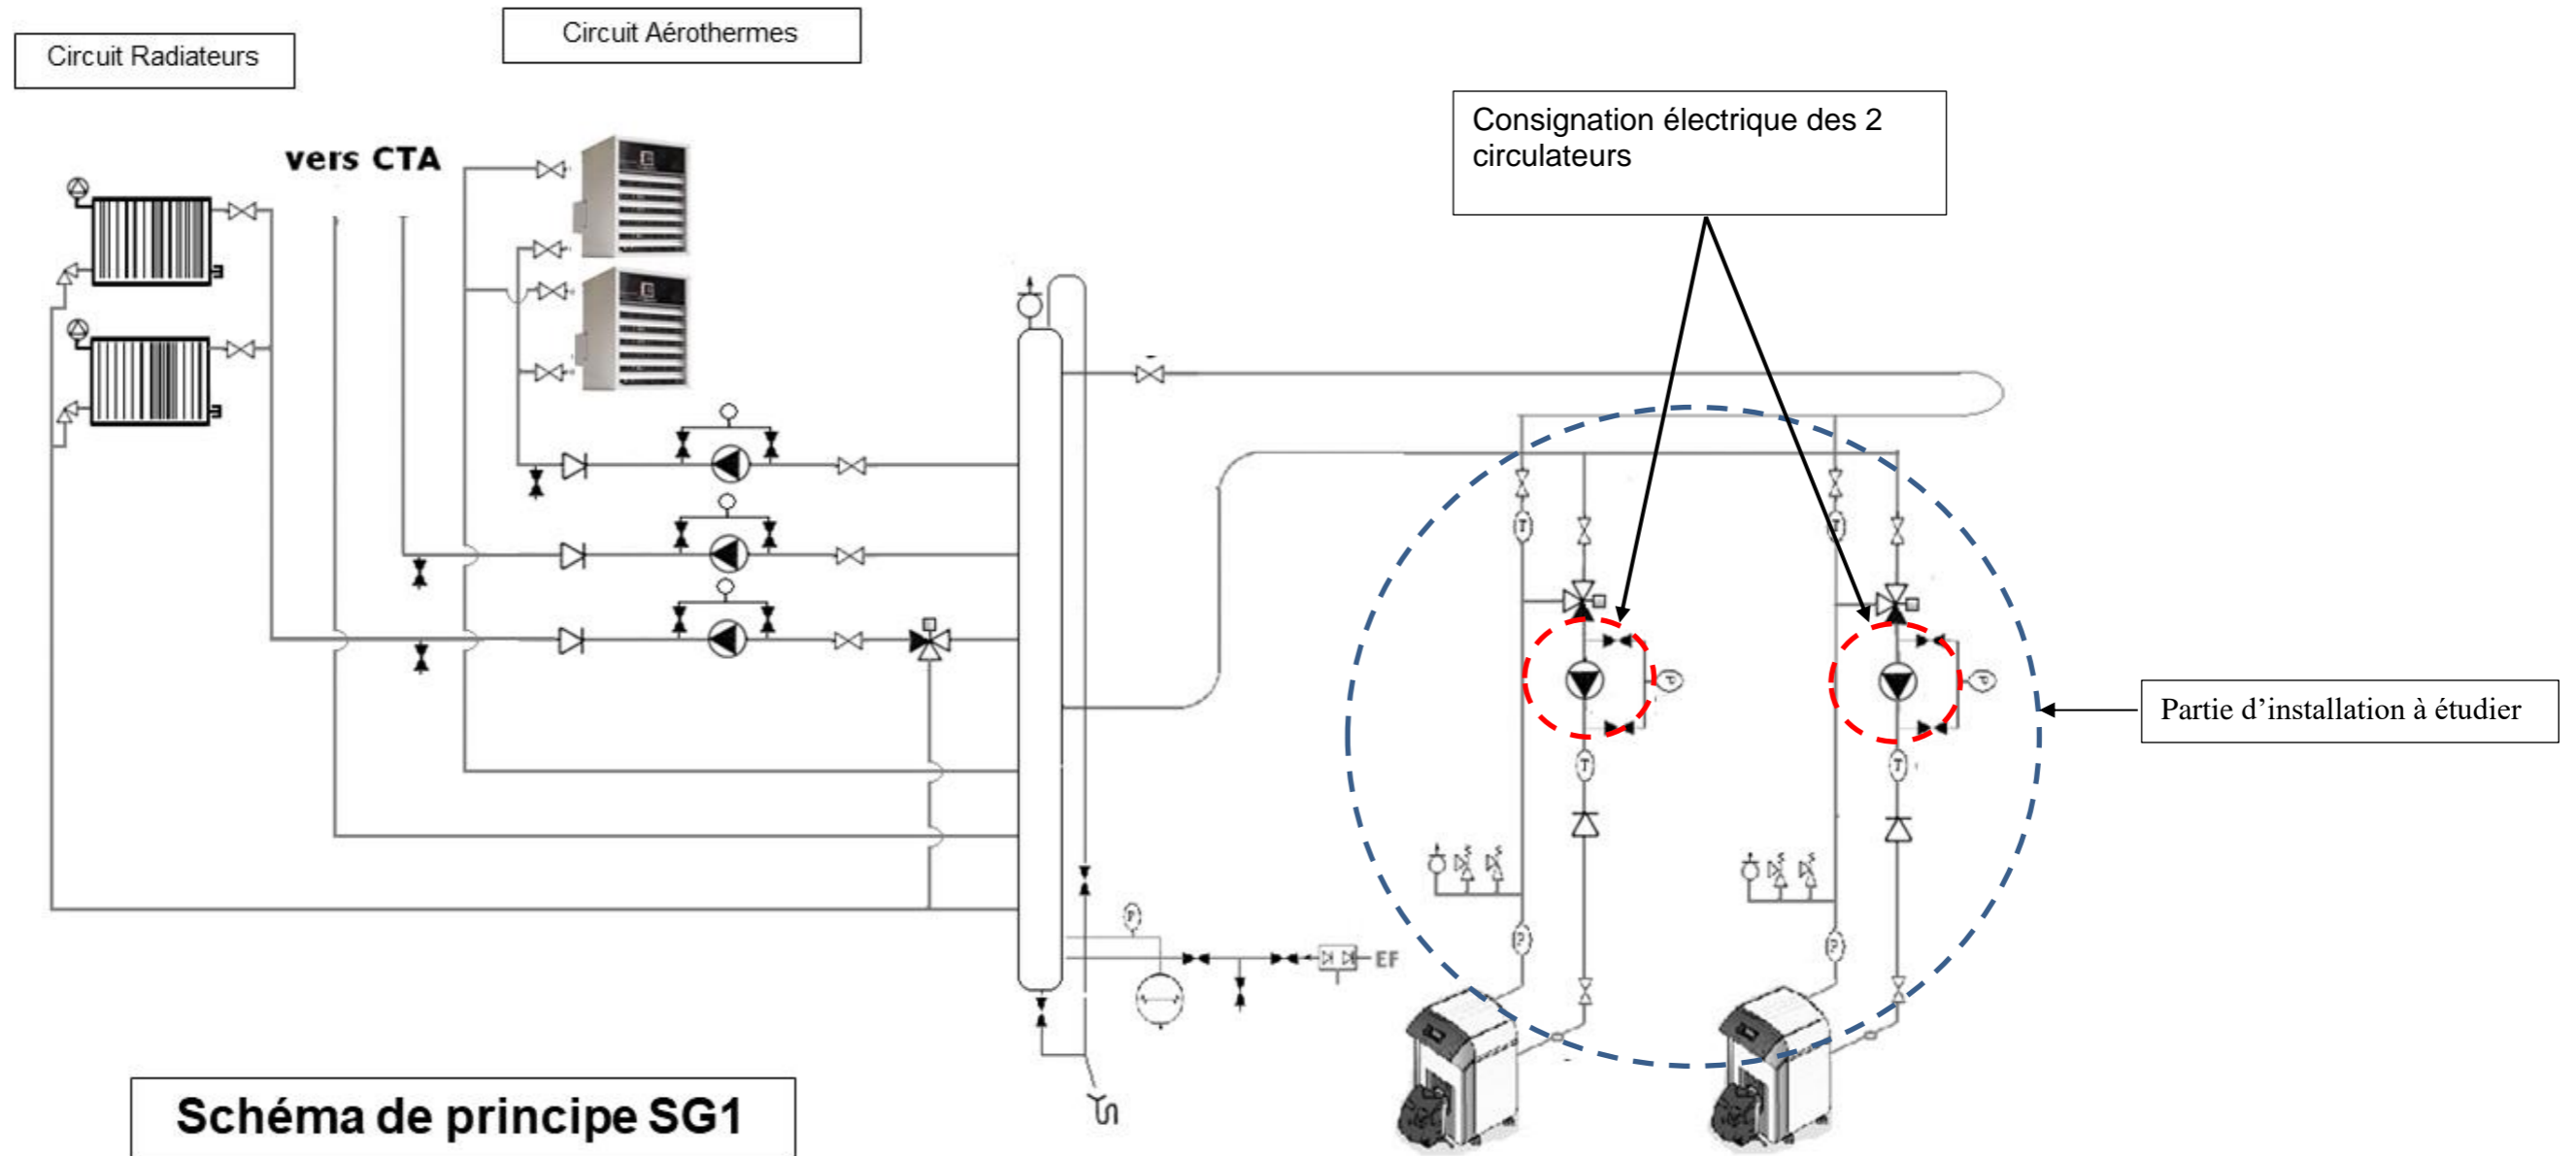 Circuit Radiateurs
Circuit Aérothermes
vers CTA
Consignation électrique des 2
circulateurs
T
T
P
P
Partie d’installation à étudier
T
T
P
EF
Schéma de principe SG1